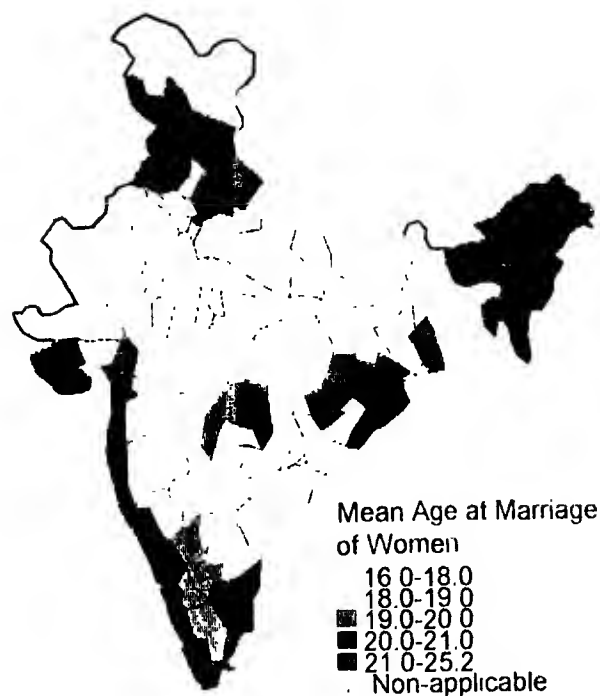 Mean Age at Marriage
of Women
16 0-18.0
18.0-19 0
19.0-20 0
20.0-21.0
21 0-25.2
Non-applicable